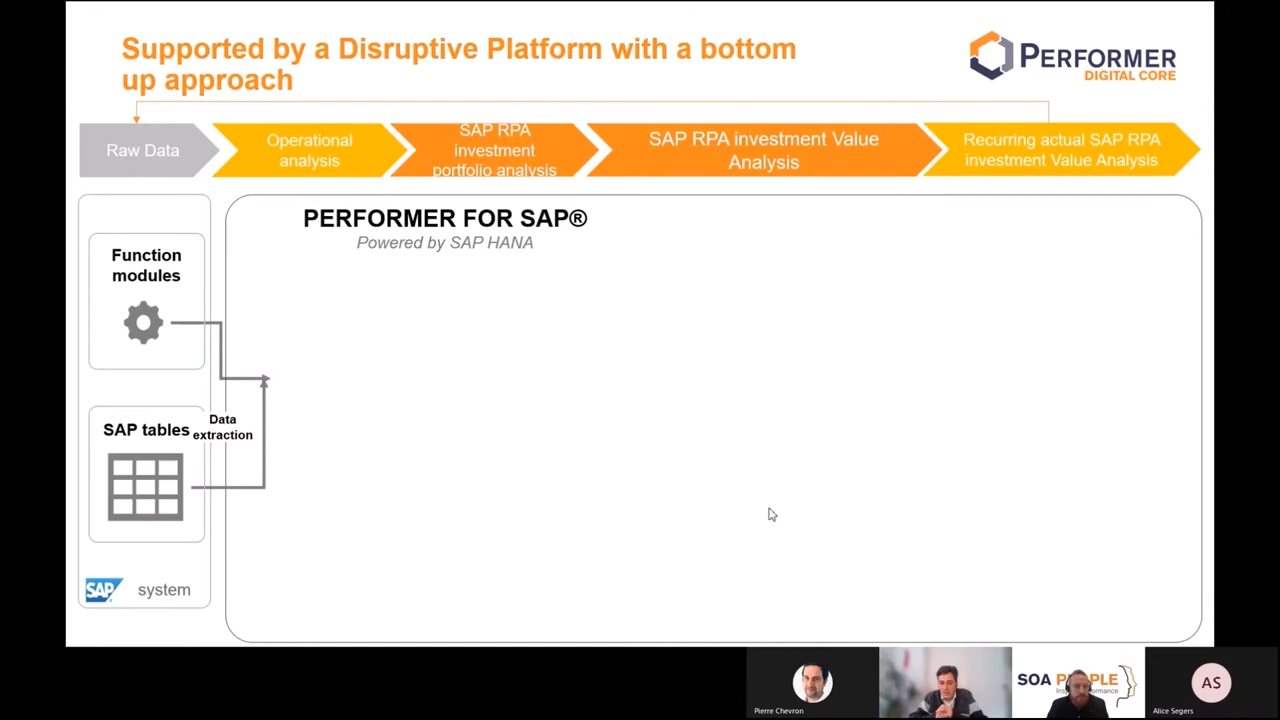 Supported by a Disruptive Platform with a bottom
up approach
PERFORMER
DIGITAL CORE
Raw Data
Operational
analysis
SAP RPA
investment
portfolio analysis
SAP RPA investment Value
Analysis
Recurring actual SAP RPA
investment Value Analysis
PERFORMER FOR SAP®
Powered by SAP HANA
Function
modules
SAP tables
Data
extraction
SAP
system
Pierre Chevron
SOA PEOPLE
AS
Alice Segers